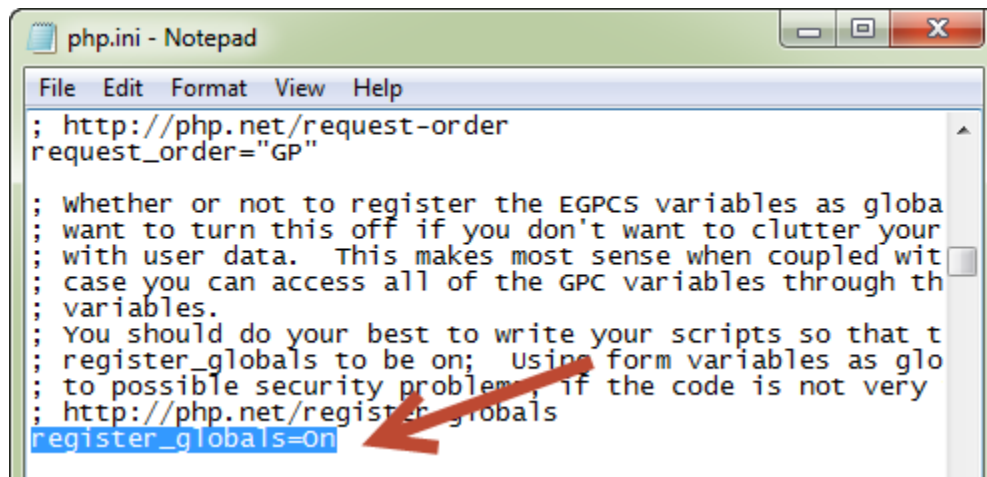 php.ini - Notepad
File Edit Format View Help
; http://php.net/request-order
request_order="GP"
; Whether or not to register the EGPCS variables as globa
; want to turn this off if you don't want to clutter your
; with user data.  This makes most sense when coupled wit
; case you can access all of the GPC variables through th
; variables.
; You should do your best to write your scripts so that t
; register_globals to be on;  Using form variables as glo
; to possible security problems, if the code is not very
; http://php.net/register-globals
register_globals=On